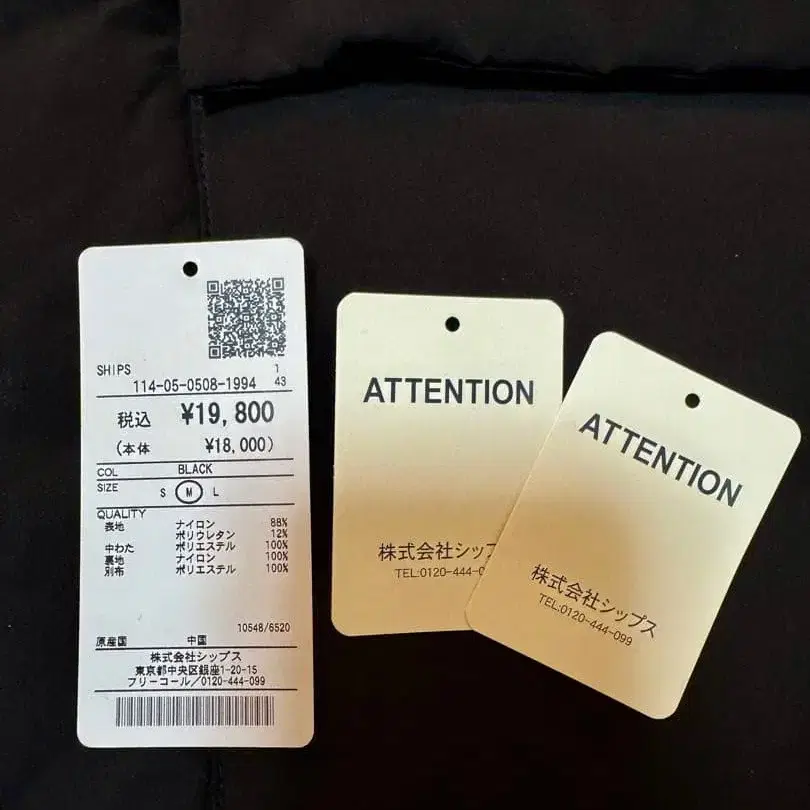 SHIPS 1
114-05-0508-1994 43
税込 ¥19,800
(本体 ¥18,000)
COL BLACK
SIZE S M L
QUALITY
表地 ナイロン 88%
ポリウレタン 12%
中わた ポリエステル 100%
裏地 ナイロン 100%
別布 ポリエステル 100%
10548/6520
原産国 中国
株式会社シップス
東京都中央区銀座1-20-15
フリーコール/0120-444-099
ATTENTION
株式会社シップ
TEL:0120-444-0
ATTENTION
株式会社シップス
TEL:0120-444-099